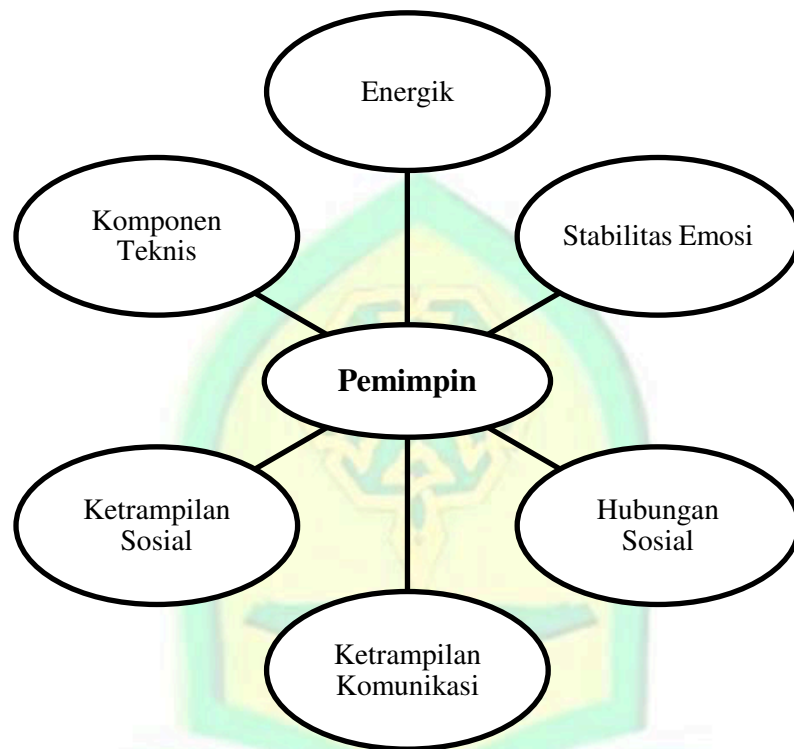 Energik
Komponen
Teknis
Stabilitas Emosi
Pemimpin
Ketrampilan
Sosial
Hubungan
Sosial
Ketrampilan
Komunikasi